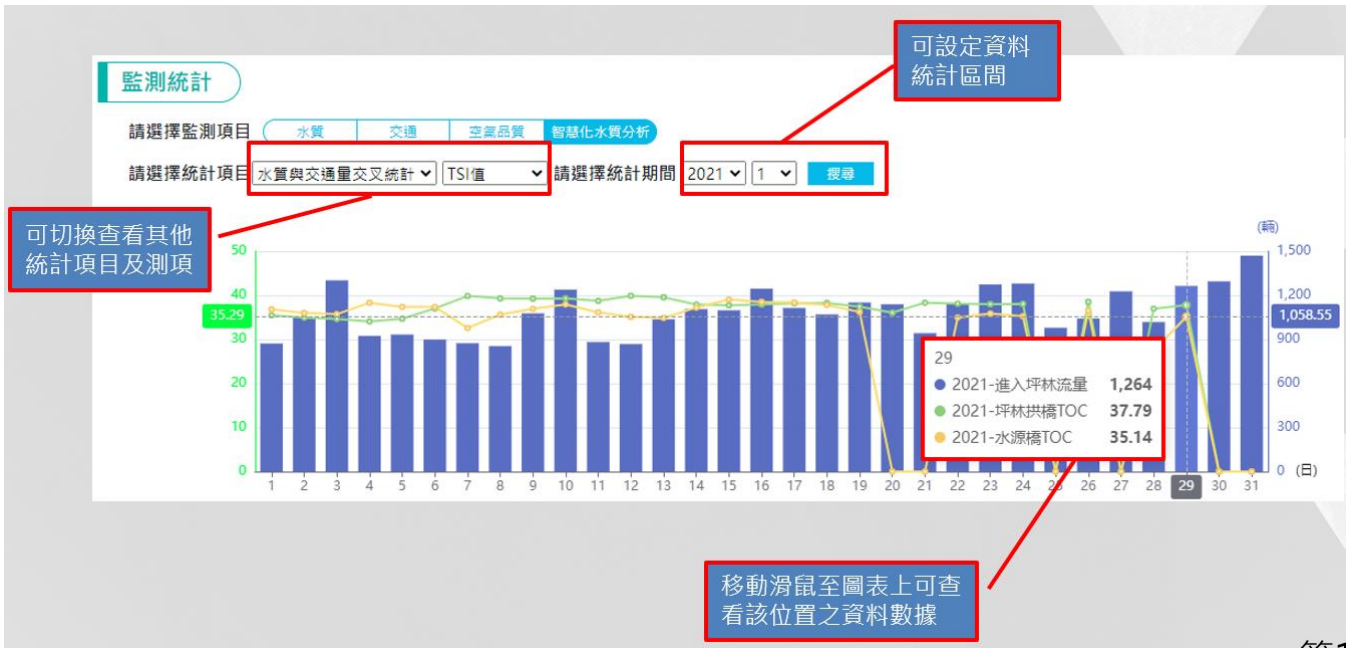 可設定資料
統計區間
監測統計
請選擇監測項目 水質 交通 空氣品質 智慧化水質分析
請選擇統計項目 水質與交通量交叉統計 TSI值 請選擇統計期間 2021 1 搜尋
可切換查看其他
統計項目及測項
(輛)
50 1,500
40 1,200
35.29 1,058.55
30 900
29
20 600
2021-進入坪林流量 1,264
2021-坪林拱橋TOC 37.79
10 300
2021-水源橋TOC 35.14
0 0 (日)
1 2 3 4 5 6 7 8 9 10 11 12 13 14 15 16 17 18 19 20 21 22 23 24 25 26 27 28 29 30 31
移動滑鼠至圖表上可查
看該位置之資料數據